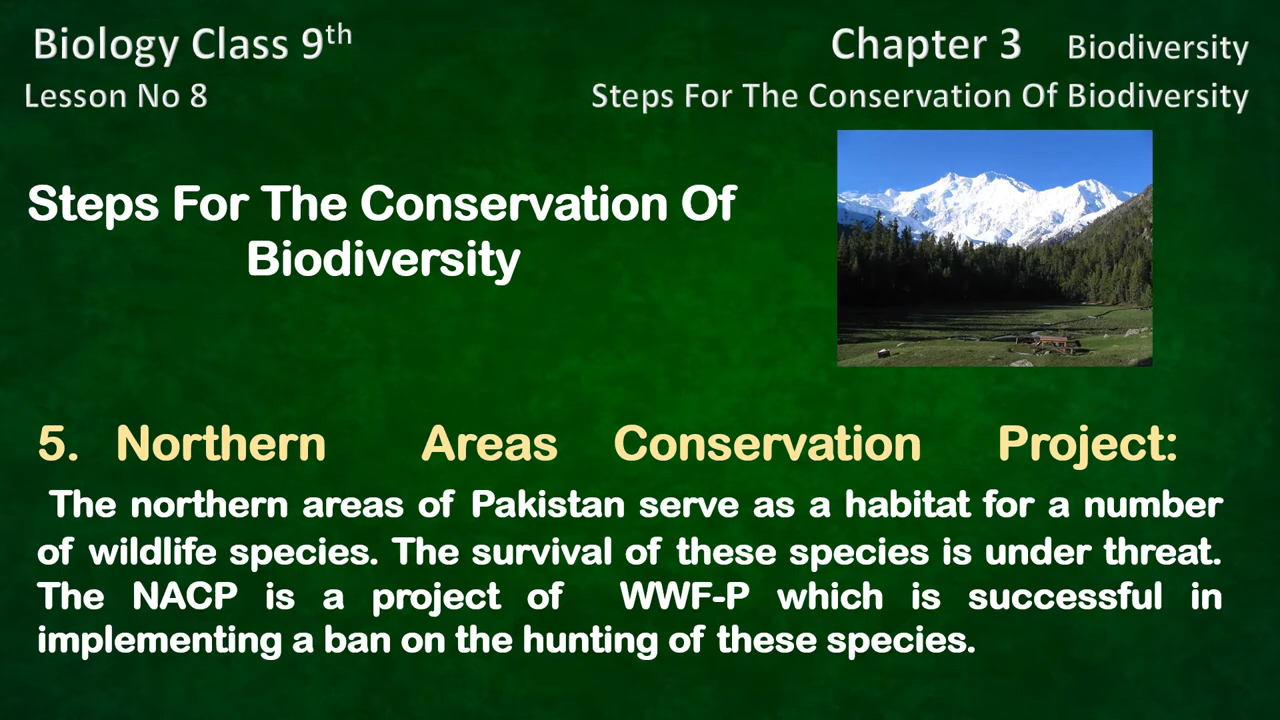 Biology Class 9th
Chapter 3 Biodiversity
Lesson No 8
Steps For The Conservation Of Biodiversity
Steps For The Conservation Of
Biodiversity
5. Northern Areas Conservation Project:
The northern areas of Pakistan serve as a habitat for a number
of wildlife species. The survival of these species is under threat.
The NACP is a project of WWF-P which is successful in
implementing a ban on the hunting of these species.